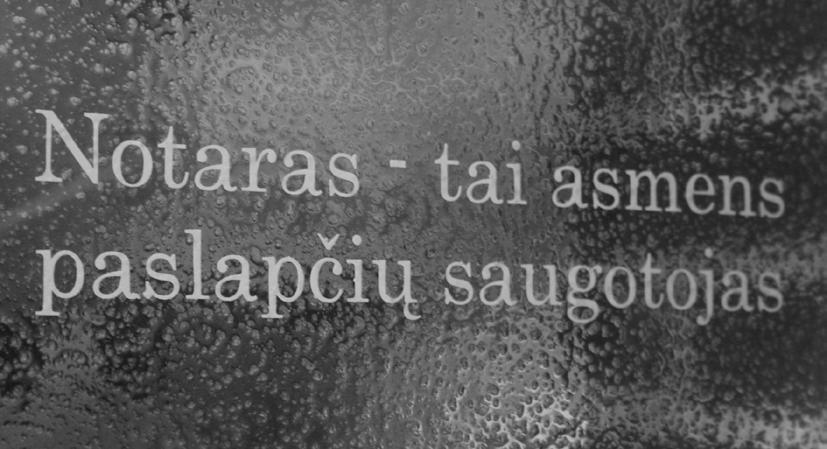 Notaras - tai asmens
paslapčių saugotojas